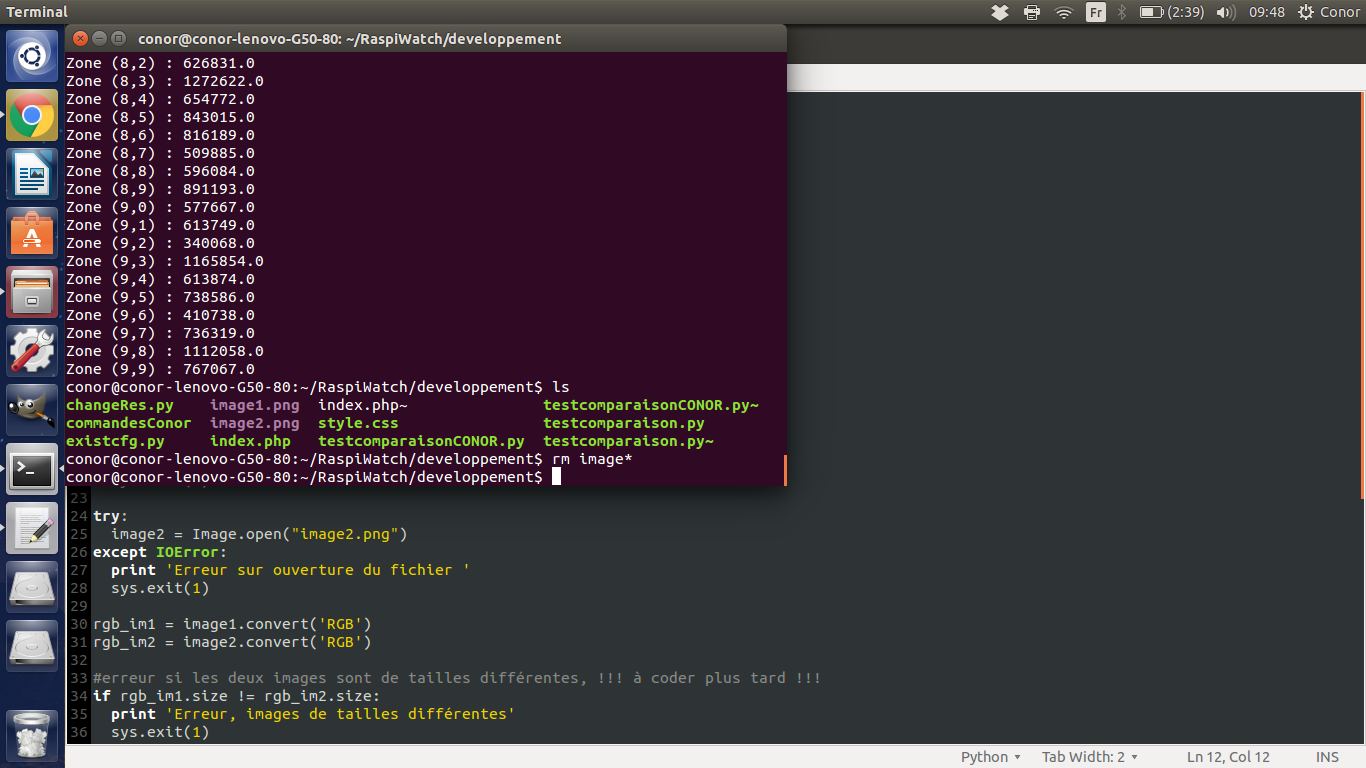 Terminal
Fr
(2:39)
09:48
Conor
conor@conor-lenovo-G50-80: ~/RaspiWatch/developpement
Zone (8,2) : 626831.0
Zone (8,3) : 1272622.0
Zone (8,4) : 654772.0
Zone (8,5) : 843015.0
Zone (8,6) : 816189.0
Zone (8,7) : 509885.0
Zone (8,8) : 596084.0
Zone (8,9) : 891193.0
Zone (9,0) : 577667.0
Zone (9,1) : 613749.0
Zone (9,2) : 340068.0
Zone (9,3) : 1165854.0
Zone (9,4) : 613874.0
Zone (9,5) : 738586.0
Zone (9,6) : 410738.0
Zone (9,7) : 736319.0
Zone (9,8) : 1112058.0
Zone (9,9) : 767067.0
conor@conor-lenovo-G50-80:~/RaspiWatch/developpement$ ls
changeRes.py image1.png index.php~ testcomparaisonCONOR.py~
commandesConor image2.png style.css testcomparaison.py
existcfg.py index.php testcomparaisonCONOR.py testcomparaison.py~
conor@conor-lenovo-G50-80:~/RaspiWatch/developpement$ rm image*
conor@conor-lenovo-G50-80:~/RaspiWatch/developpement$
23
24 try:
25 image2 = Image.open("image2.png")
26 except IOError:
27 print 'Erreur sur ouverture du fichier '
28 sys.exit(1)
29
30 rgb_im1 = image1.convert('RGB')
31 rgb_im2 = image2.convert('RGB')
32
33 #erreur si les deux images sont de tailles différentes, !!! à coder plus tard !!!
34 if rgb_im1.size != rgb_im2.size:
35 print 'Erreur, images de tailles différentes'
36 sys.exit(1)
Python Tab Width: 2 Ln 12, Col 12 INS